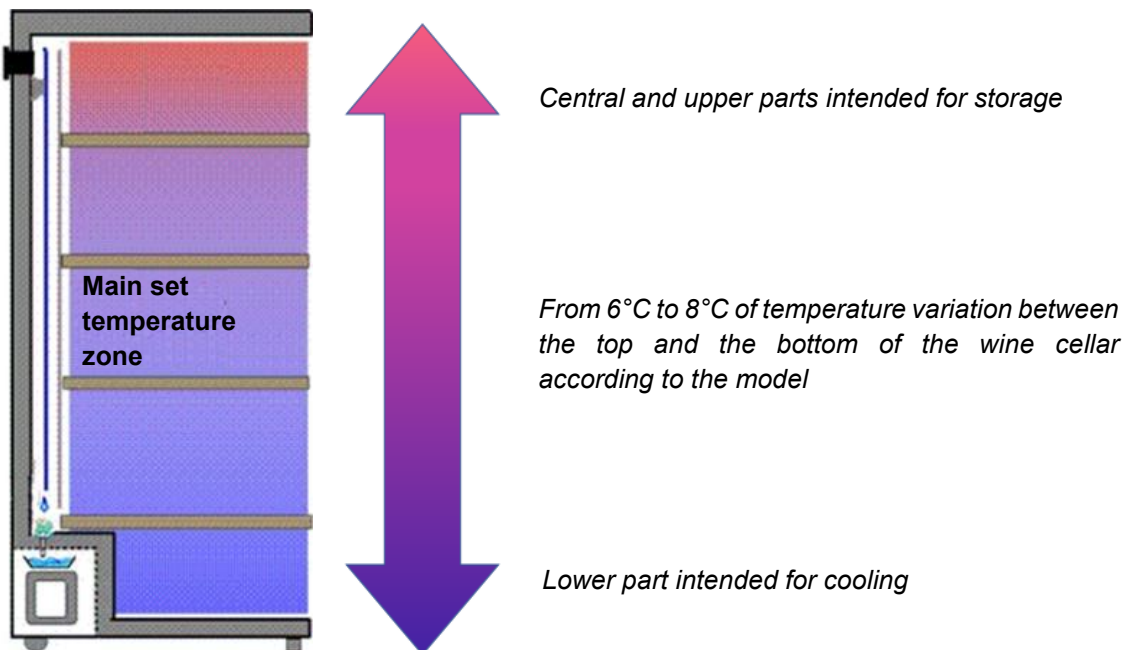 Central and upper parts intended for storage
Main set
temperature
zone
From 6°C to 8°C of temperature variation between
the top and the bottom of the wine cellar
according to the model
Lower part intended for cooling